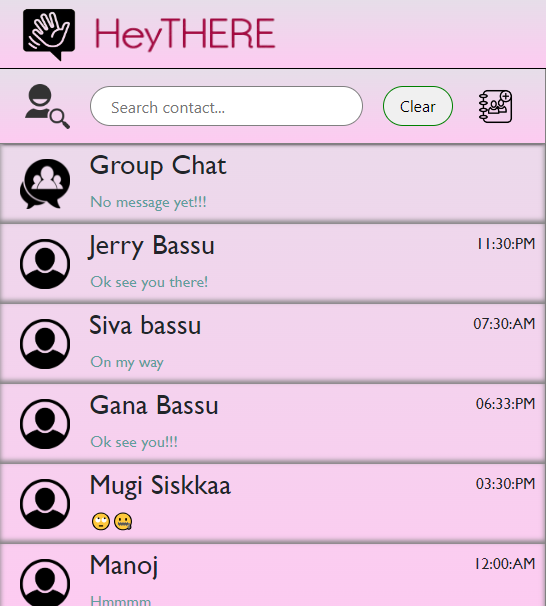 HeyTHERE
Search contact...
Clear
Group Chat
No message yet!!!
Jerry Bassu
11:30:PM
Ok see you there!
Siva bassu
07:30:AM
On my way
Gana Bassu
06:33:PM
Ok see you!!!
Mugi Siskkaa
03:30:PM
🙄🤐
Manoj
12:00:AM
Hmmmm